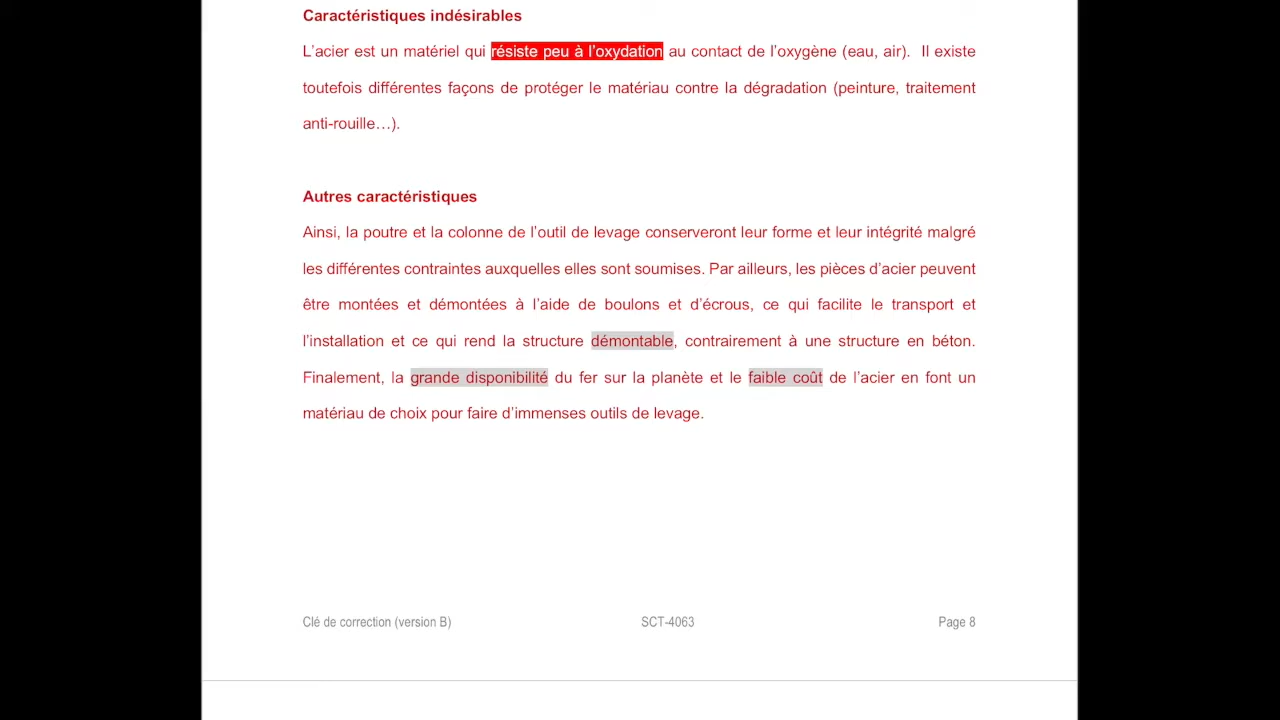 Caractéristiques indésirables
L’acier est un matériel qui résiste peu à l’oxydation au contact de l’oxygène (eau, air).  Il existe
toutefois différentes façons de protéger le matériau contre la dégradation (peinture, traitement
anti-rouille…).
Autres caractéristiques
Ainsi, la poutre et la colonne de l’outil de levage conserveront leur forme et leur intégrité malgré
les différentes contraintes auxquelles elles sont soumises. Par ailleurs, les pièces d’acier peuvent
être montées et démontées à l’aide de boulons et d’écrous, ce qui facilite le transport et
l’installation et ce qui rend la structure démontable, contrairement à une structure en béton.
Finalement, la grande disponibilité du fer sur la planète et le faible coût de l’acier en font un
matériau de choix pour faire d’immenses outils de levage.
Clé de correction (version B) SCT-4063 Page 8